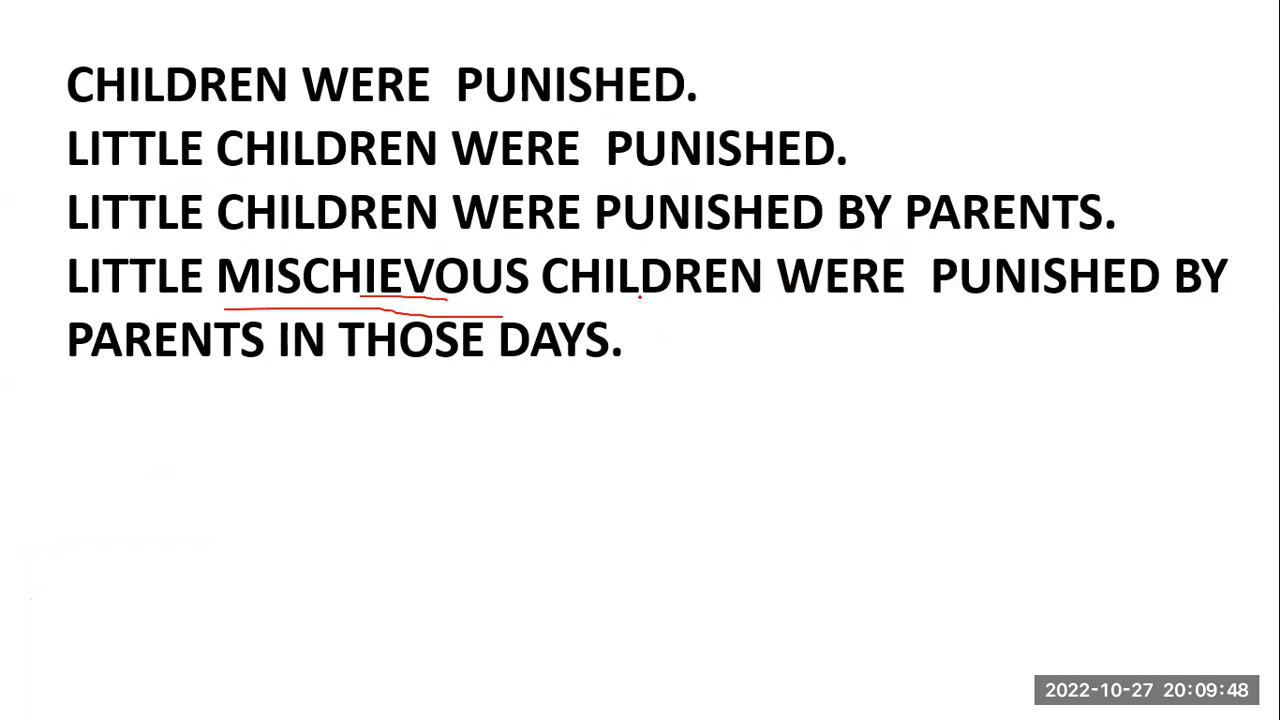 CHILDREN WERE  PUNISHED.
LITTLE CHILDREN WERE  PUNISHED.
LITTLE CHILDREN WERE PUNISHED BY PARENTS.
LITTLE MISCHIEVOUS CHILDREN WERE  PUNISHED BY
PARENTS IN THOSE DAYS.
2022-10-27 20:09:48